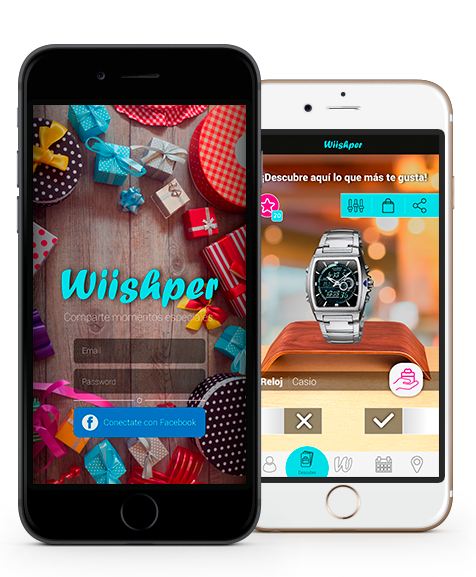 Wiishper
Comparte momentos especiales
Email
Password
f Conectate con Facebook
Wiishper
¡Descubre aquí lo que más te gusta!
20
Reloj Casio
Descubre